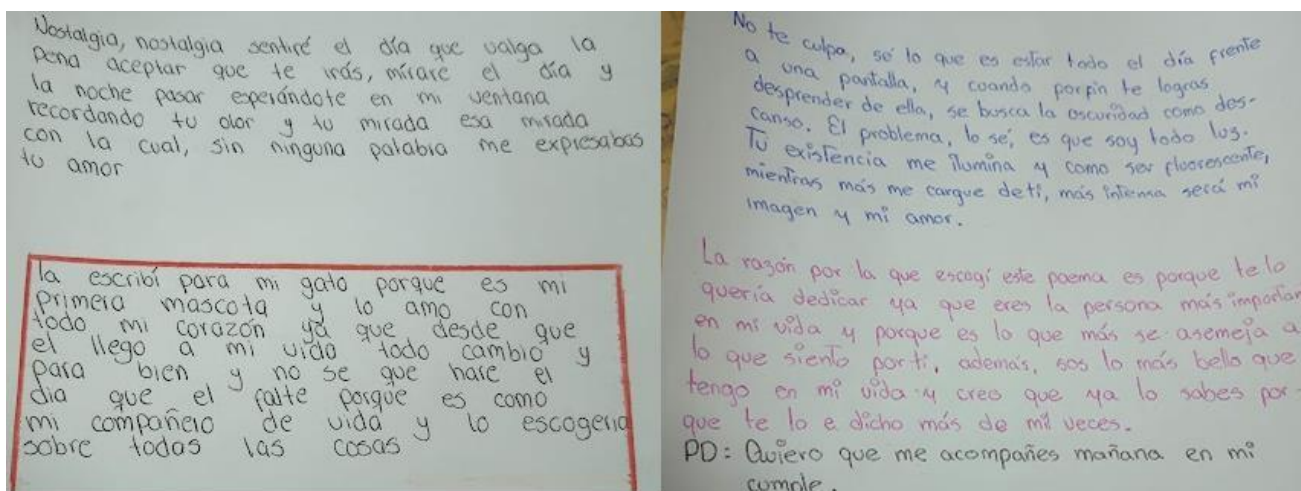 Nostalgia, nostalgia sentiré el día que valga la
pena aceptar que te irás, mirare el día y
la noche pasar esperándote en mi ventana
recordando tu olor y tu mirada esa mirada
con la cual, sin ninguna palabra me expresabas
tu amor
la escribí para mi gato porque es mi
primera mascota y lo amo con
todo mi corazón ya que desde que
el llego a mi vida todo cambio y
para bien y no se que hare el
dia que el falte porque es como
mi compañero de vida y lo escogeria
sobre todas las cosas
No te culpo, sé lo que es estar todo el día frente
a una pantalla, y cuando porfin te logras
desprender de ella, se busca la oscuridad como des-
canso. El problema, lo sé, es que soy todo luz.
Tú existencia me ilumina y como ser fluorescente,
mientras más me cargue de ti, más intensa será mi
imagen y mi amor.
La razón por la que escogí este poema es porque te lo
quería dedicar ya que eres la persona más importan
en mi vida y porque es lo que más se asemeja a
lo que siento por ti, además, sos lo más bello que
tengo en mi vida y creo que ya lo sabes por-
que te lo e dicho más de mil veces.
PD: Quiero que me acompañes mañana en mi
cumple.